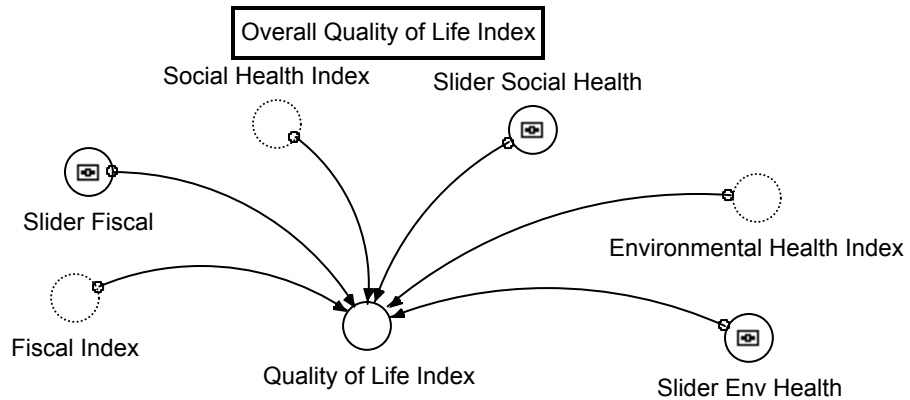 Overall Quality of Life Index
Social Health Index
Slider Social Health
Slider Fiscal
Environmental Health Index
Fiscal Index
Quality of Life Index
Slider Env Health